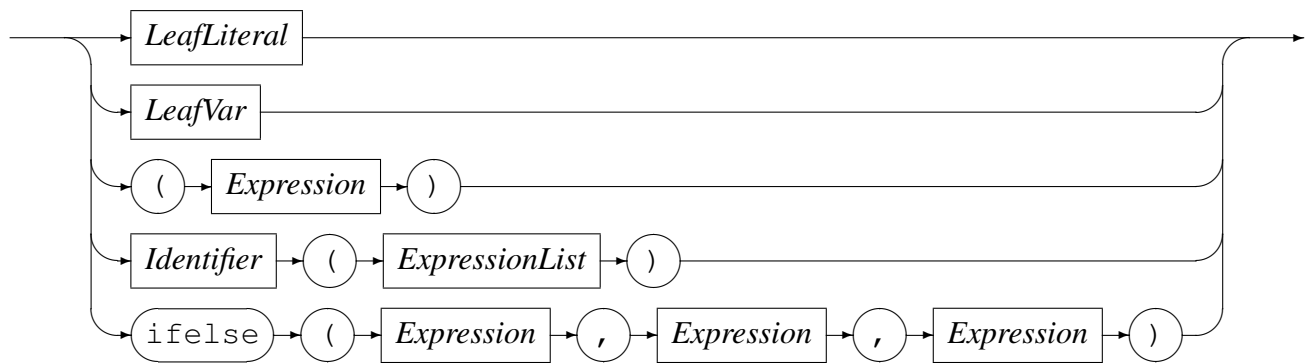 LeafLiteral
LeafVar
( Expression )
Identifier ( ExpressionList )
ifelse ( Expression , Expression , Expression )